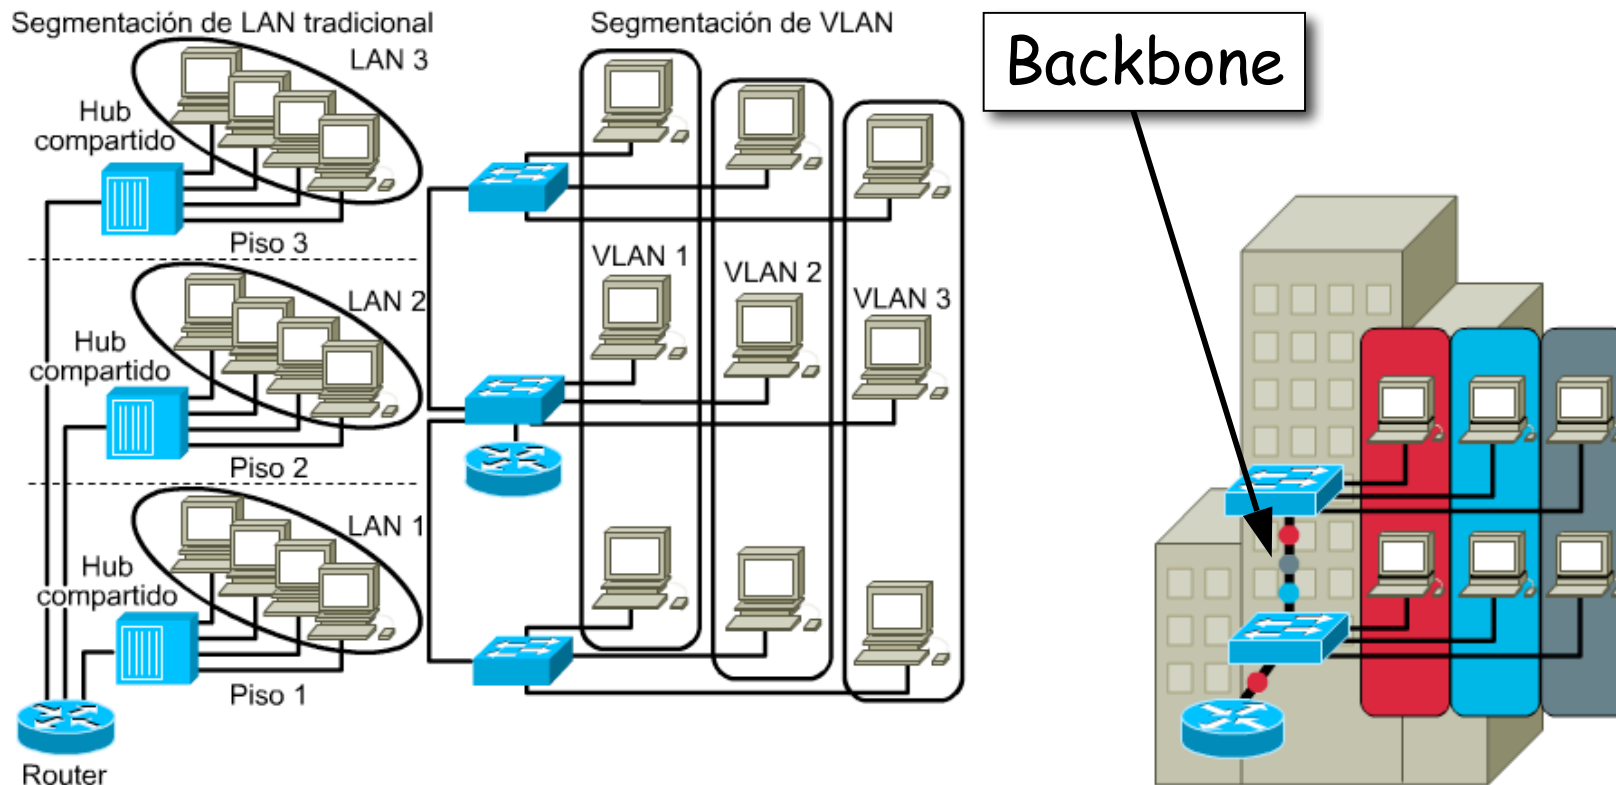 Segmentación de LAN tradicional
LAN 3
Hub
compartido
Piso 3
LAN 2
Hub
compartido
Piso 2
LAN 1
Hub
compartido
Piso 1
Router
Segmentación de VLAN
VLAN 1
VLAN 2
VLAN 3
Backbone